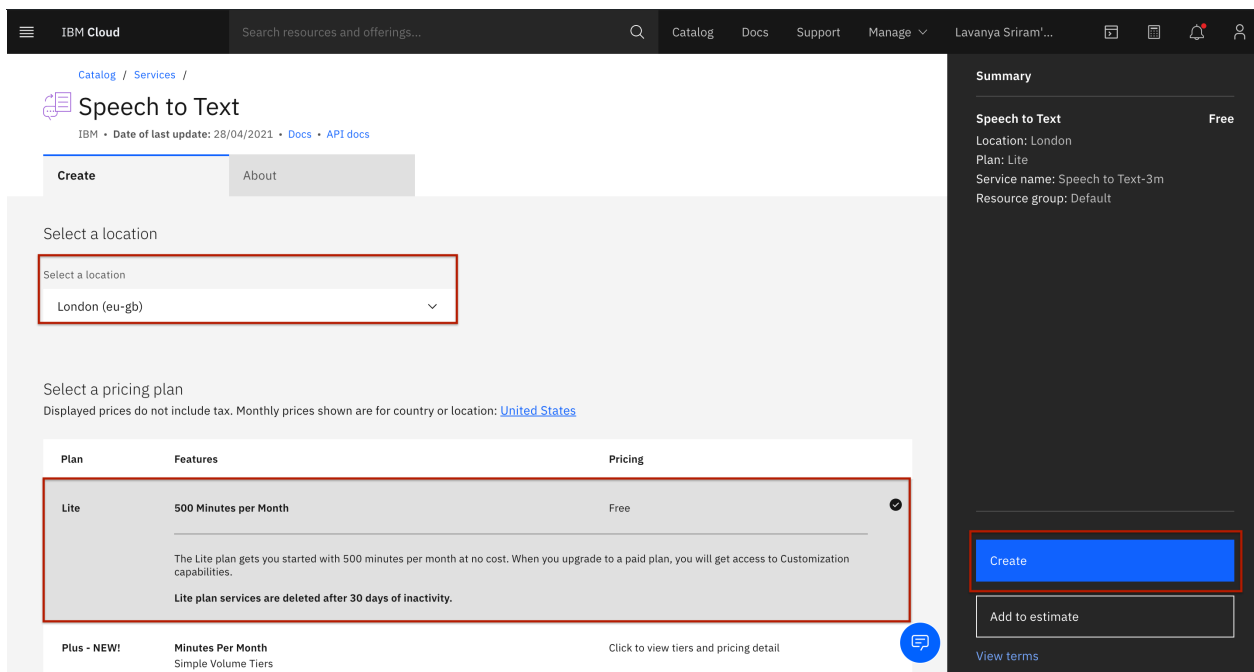 IBM Cloud
Search resources and offerings...
Catalog
Docs
Support
Manage
Lavanya Sriram'...
Catalog / Services /
Speech to Text
IBM • Date of last update: 28/04/2021 • Docs • API docs
Create
About
Select a location
Select a location
London (eu-gb)
Select a pricing plan
Displayed prices do not include tax. Monthly prices shown are for country or location: United States
Plan Features Pricing
Lite 500 Minutes per Month Free
The Lite plan gets you started with 500 minutes per month at no cost. When you upgrade to a paid plan, you will get access to Customization
capabilities.
Lite plan services are deleted after 30 days of inactivity.
Plus - NEW! Minutes Per Month Click to view tiers and pricing detail
Simple Volume Tiers
Summary
Speech to Text Free
Location: London
Plan: Lite
Service name: Speech to Text-3m
Resource group: Default
Create
Add to estimate
View terms